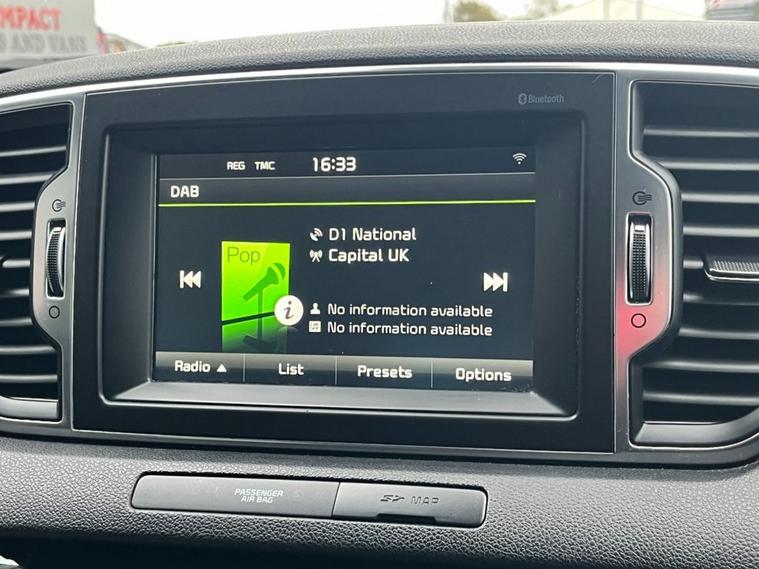 MPACT
S AND VANS
Bluetooth
REG TMC 16:33
DAB
Pop
D1 National
Capital UK
i
No information available
No information available
Radio List Presets Options
PASSENGER
AIR BAG
SD MAP